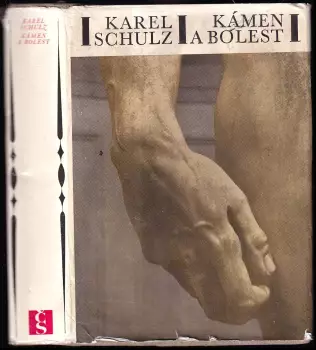 KAREL
SCHULZ
KÁMEN
A BOLEST
KAREL
SCHULZ
KÁMEN
A BOLEST
ČS